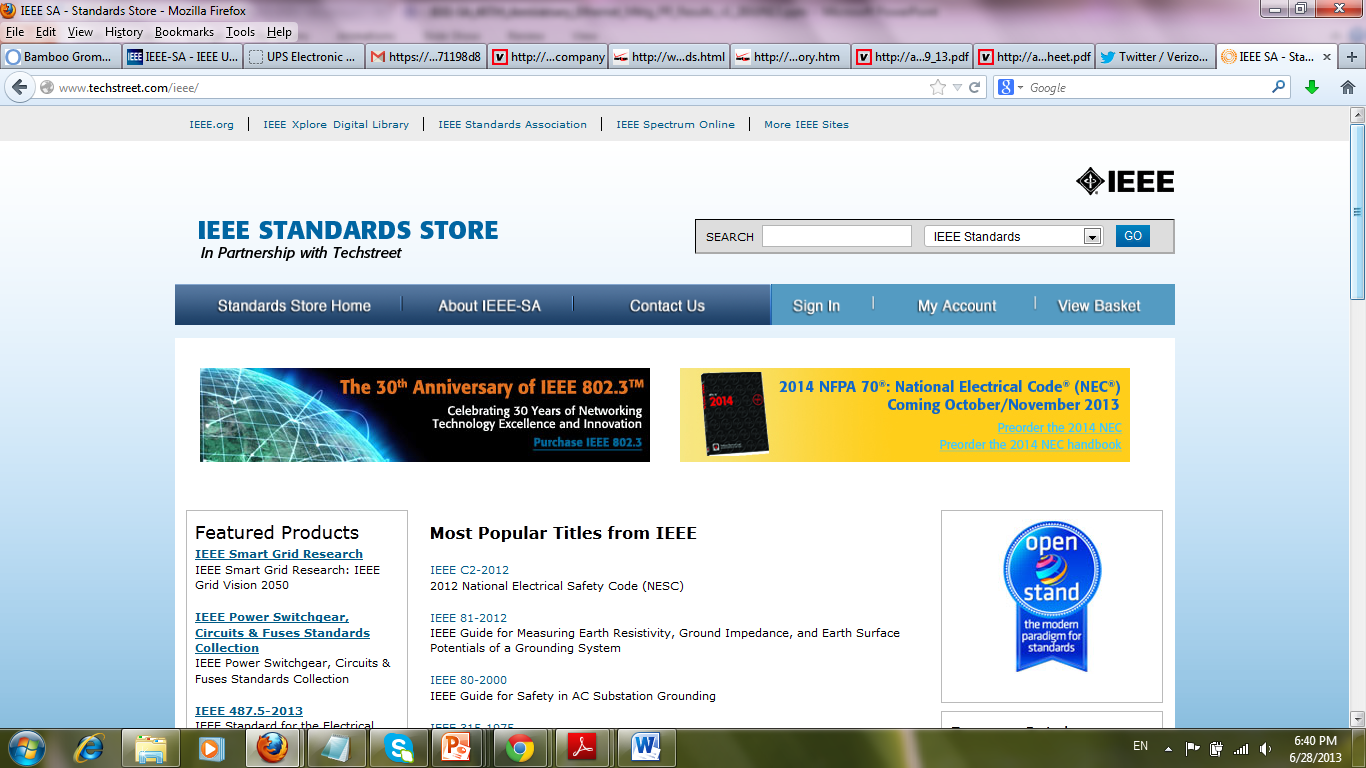 IEEE SA - Standards Store - Mozilla Firefox
File Edit View History Bookmarks Tools Help
Bamboo Grom... IEEE-SA - IEEE U... UPS Electronic ... https://...71198d8 http://...company http://w...ds.html http://...ory.htm http://a...9_13.pdf http://a...heet.pdf Twitter / Verizo... IEEE SA - Sta...
www.techstreet.com/ieee/ Google
IEEE.org IEEE Xplore Digital Library IEEE Standards Association IEEE Spectrum Online More IEEE Sites
IEEE
IEEE STANDARDS STORE
In Partnership with Techstreet
SEARCH IEEE Standards GO
Standards Store Home About IEEE-SA Contact Us Sign In My Account View Basket
The 30th Anniversary of IEEE 802.3™
Celebrating 30 Years of Networking
Technology Excellence and Innovation
Purchase IEEE 802.3
2014
2014 NFPA 70®: National Electrical Code® (NEC®)
Coming October/November 2013
Preorder the 2014 NEC
Preorder the 2014 NEC handbook
Featured Products
IEEE Smart Grid Research
IEEE Smart Grid Research: IEEE
Grid Vision 2050
IEEE Power Switchgear,
Circuits & Fuses Standards
Collection
IEEE Power Switchgear, Circuits &
Fuses Standards Collection
IEEE 487.5-2013
IEEE Standard for the Electrical
Most Popular Titles from IEEE
IEEE C2-2012
2012 National Electrical Safety Code (NESC)
IEEE 81-2012
IEEE Guide for Measuring Earth Resistivity, Ground Impedance, and Earth Surface
Potentials of a Grounding System
IEEE 80-2000
IEEE Guide for Safety in AC Substation Grounding
IEEE 315-1975
open
stand
the modern
paradigm for
standards
EN
6:40 PM
6/28/2013